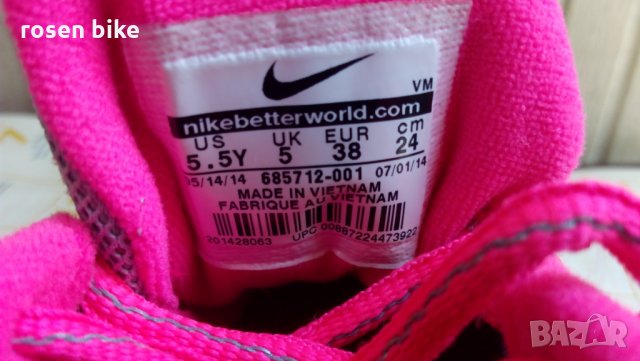 rosen bike
VM
nikebetterworld.com
US UK EUR cm
5.5Y 5 38 24
05/14/14 685712-001 07/01/14
MADE IN VIETNAM
FABRIQUE AU VIETNAM
201428063 UPC 00887224473922
BAZAR